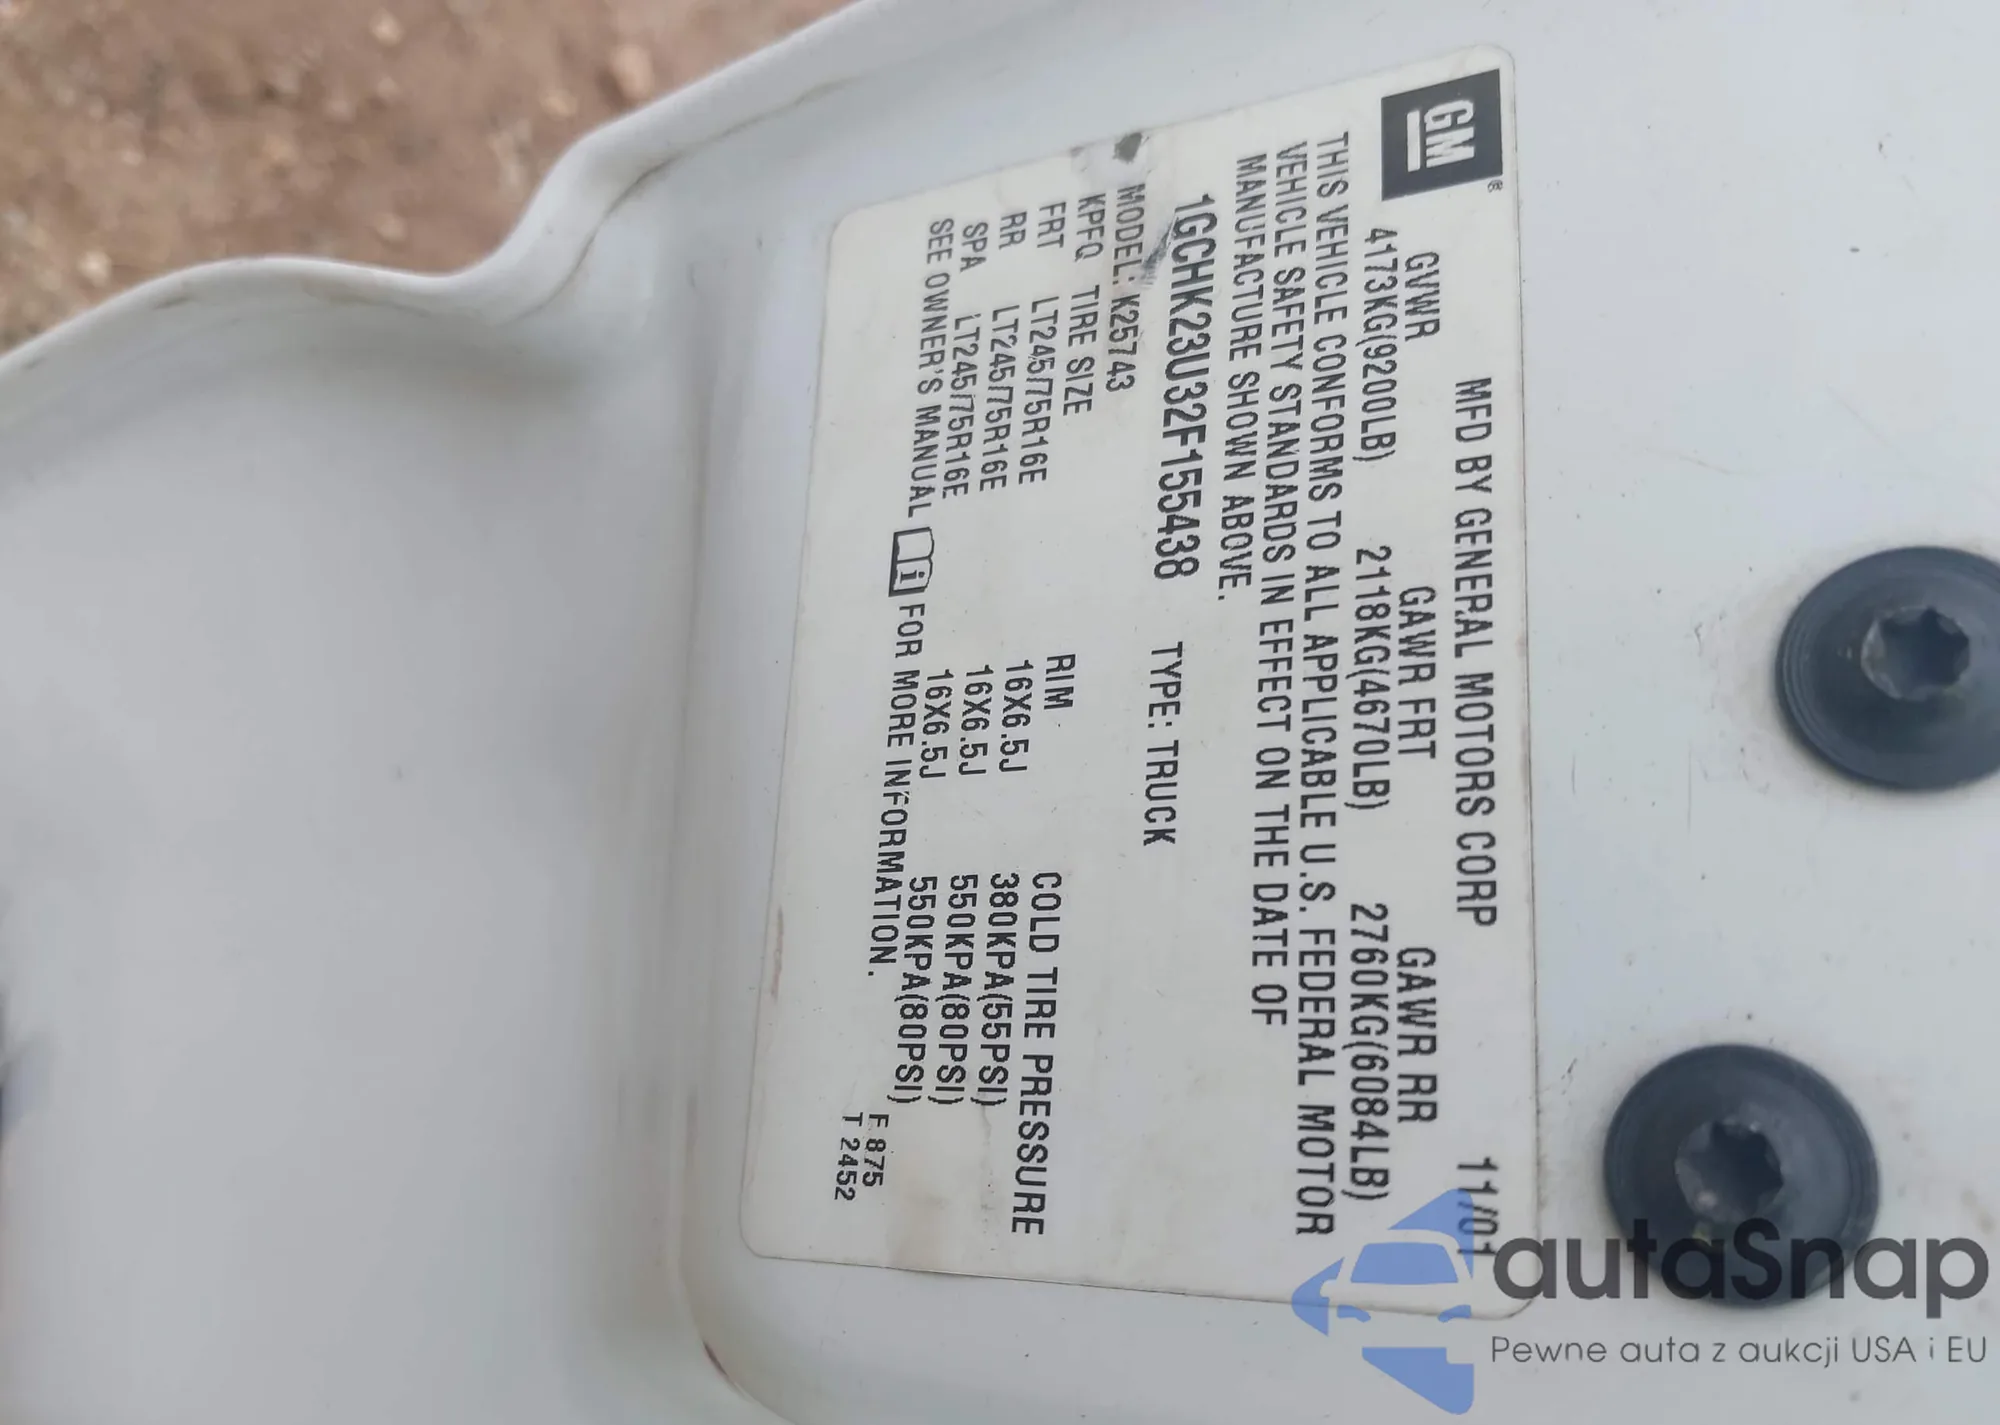 GM ®
MFD BY GENERAL MOTORS CORP 11/01
GVWR GAWR FRT GAWR RR
4173KG(9200LB) 2118KG(4670LB) 2760KG(6084LB)
THIS VEHICLE CONFORMS TO ALL APPLICABLE U.S. FEDERAL MOTOR
VEHICLE SAFETY STANDARDS IN EFFECT ON THE DATE OF
MANUFACTURE SHOWN ABOVE.
1GCHK23U32F155438 TYPE: TRUCK
MODEL: K25743
KPFQ TIRE SIZE RIM COLD TIRE PRESSURE
FRT LT245/75R16E 16X6.5J 380KPA(55PSI)
RR LT245/75R16E 16X6.5J 550KPA(80PSI)
SPA LT245/75R16E 16X6.5J 550KPA(80PSI)
SEE OWNER'S MANUAL i FOR MORE INFORMATION.
F 875
T 2452
autaSnap
Pewne auta z aukcji USA i EU